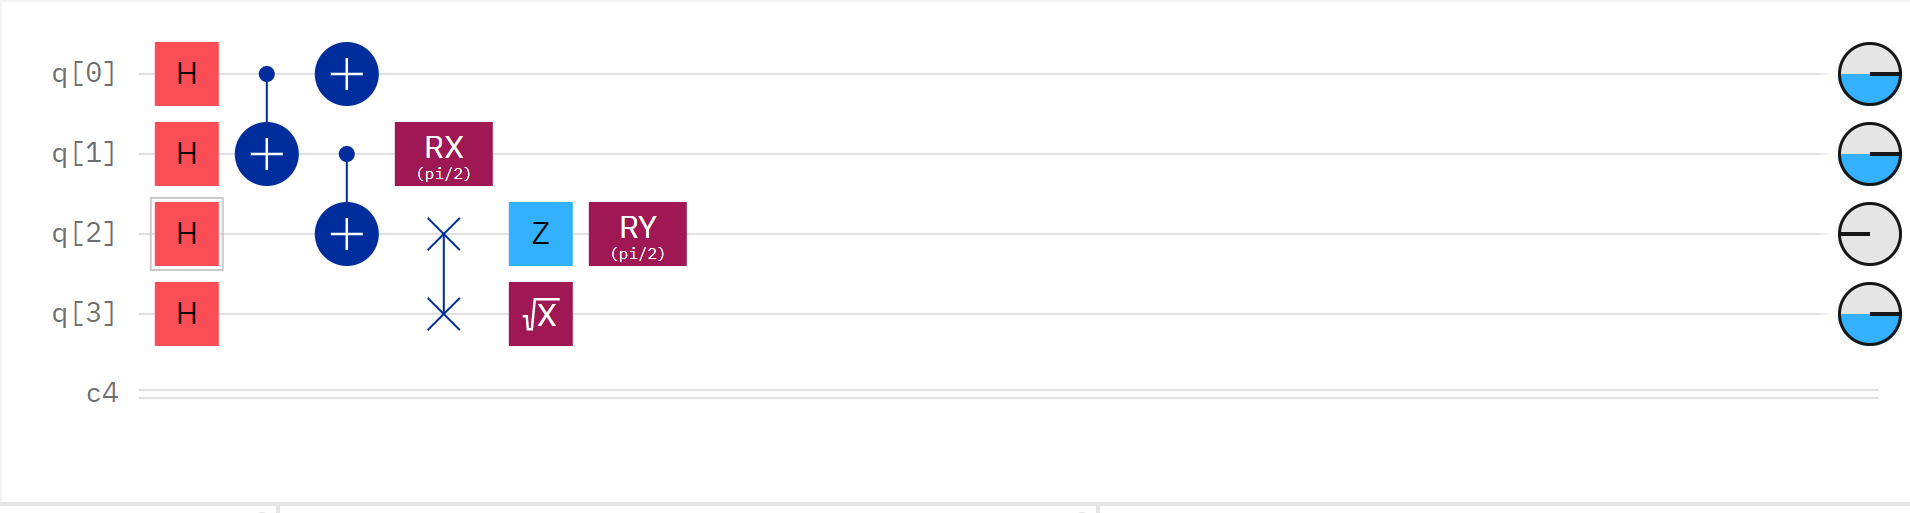 q[0] H
q[1] H RX
(pi/2)
q[2] H Z RY
(pi/2)
q[3] H √X
c4